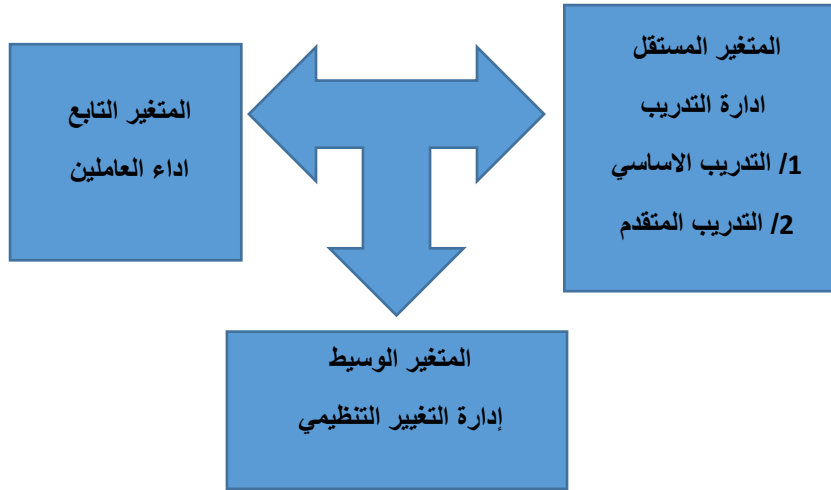 المتغير المستقل
ادارة التدريب
1/ التدريب الاساسي
2/ التدريب المتقدم
المتغير التابع
اداء العاملين
المتغير الوسيط
إدارة التغيير التنظيمي